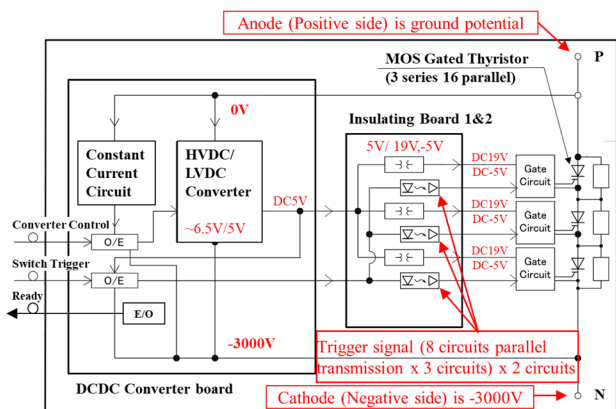 Anode (Positive side) is ground potential
P
MOS Gated Thyristor
(3 series 16 parallel)
0V
Insulating Board 1&2
Constant
Current
Circuit
HVDC/
LVDC
Converter
~6.5V/5V
5V/ 19V,-5V
DC19V
DC-5V
Gate
Circuit
DC5V
DC19V
DC-5V
Gate
Circuit
Converter Control
O/E
DC19V
DC-5V
Gate
Circuit
Switch Trigger
O/E
Ready
E/O
-3000V
Trigger signal (8 circuits parallel
transmission x 3 circuits) x 2 circuits
DCDC Converter board
Cathode (Negative side) is -3000V
N